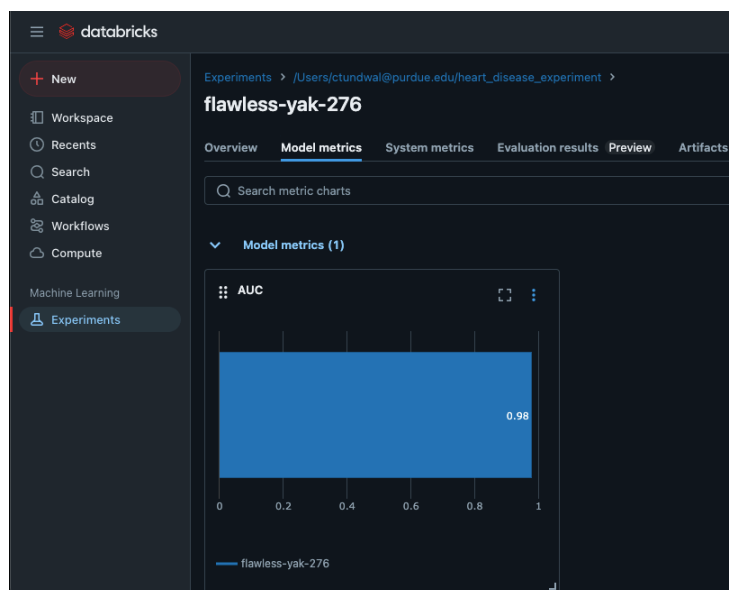 databricks
New
Workspace
Recents
Search
Catalog
Workflows
Compute
Machine Learning
Experiments
Experiments > /Users/ctundwal@purdue.edu/heart_disease_experiment >
flawless-yak-276
Overview Model metrics System metrics Evaluation results Preview Artifacts
Search metric charts
Model metrics (1)
AUC
0.98
0 0.2 0.4 0.6 0.8 1
flawless-yak-276